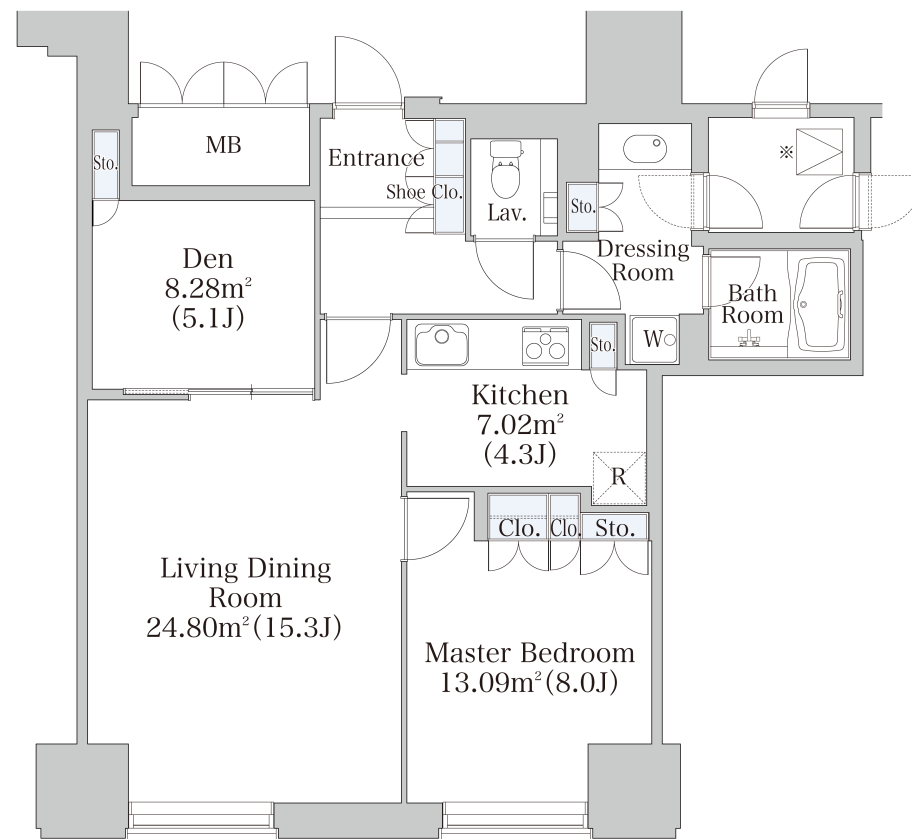 MB
Sto.
Entrance
Shoe Clo.
Lav.
Sto.
※
Dressing
Room
Den
8.28m²
(5.1J)
Bath
Room
W
Sto.
Kitchen
7.02m²
(4.3J)
R
Clo.
Clo.
Sto.
Living Dining
Room
24.80m²(15.3J)
Master Bedroom
13.09m²(8.0J)